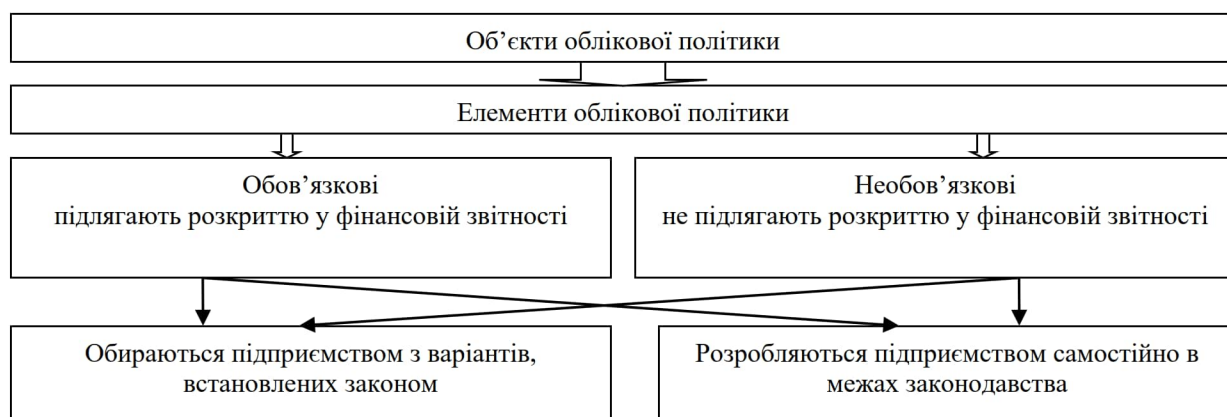 Об’єкти облікової політики
Елементи облікової політики
Обов’язкові
підлягають розкриттю у фінансовій звітності
Необов’язкові
не підлягають розкриттю у фінансовій звітності
Обираються підприємством з варіантів,
встановлених законом
Розробляються підприємством самостійно в
межах законодавства